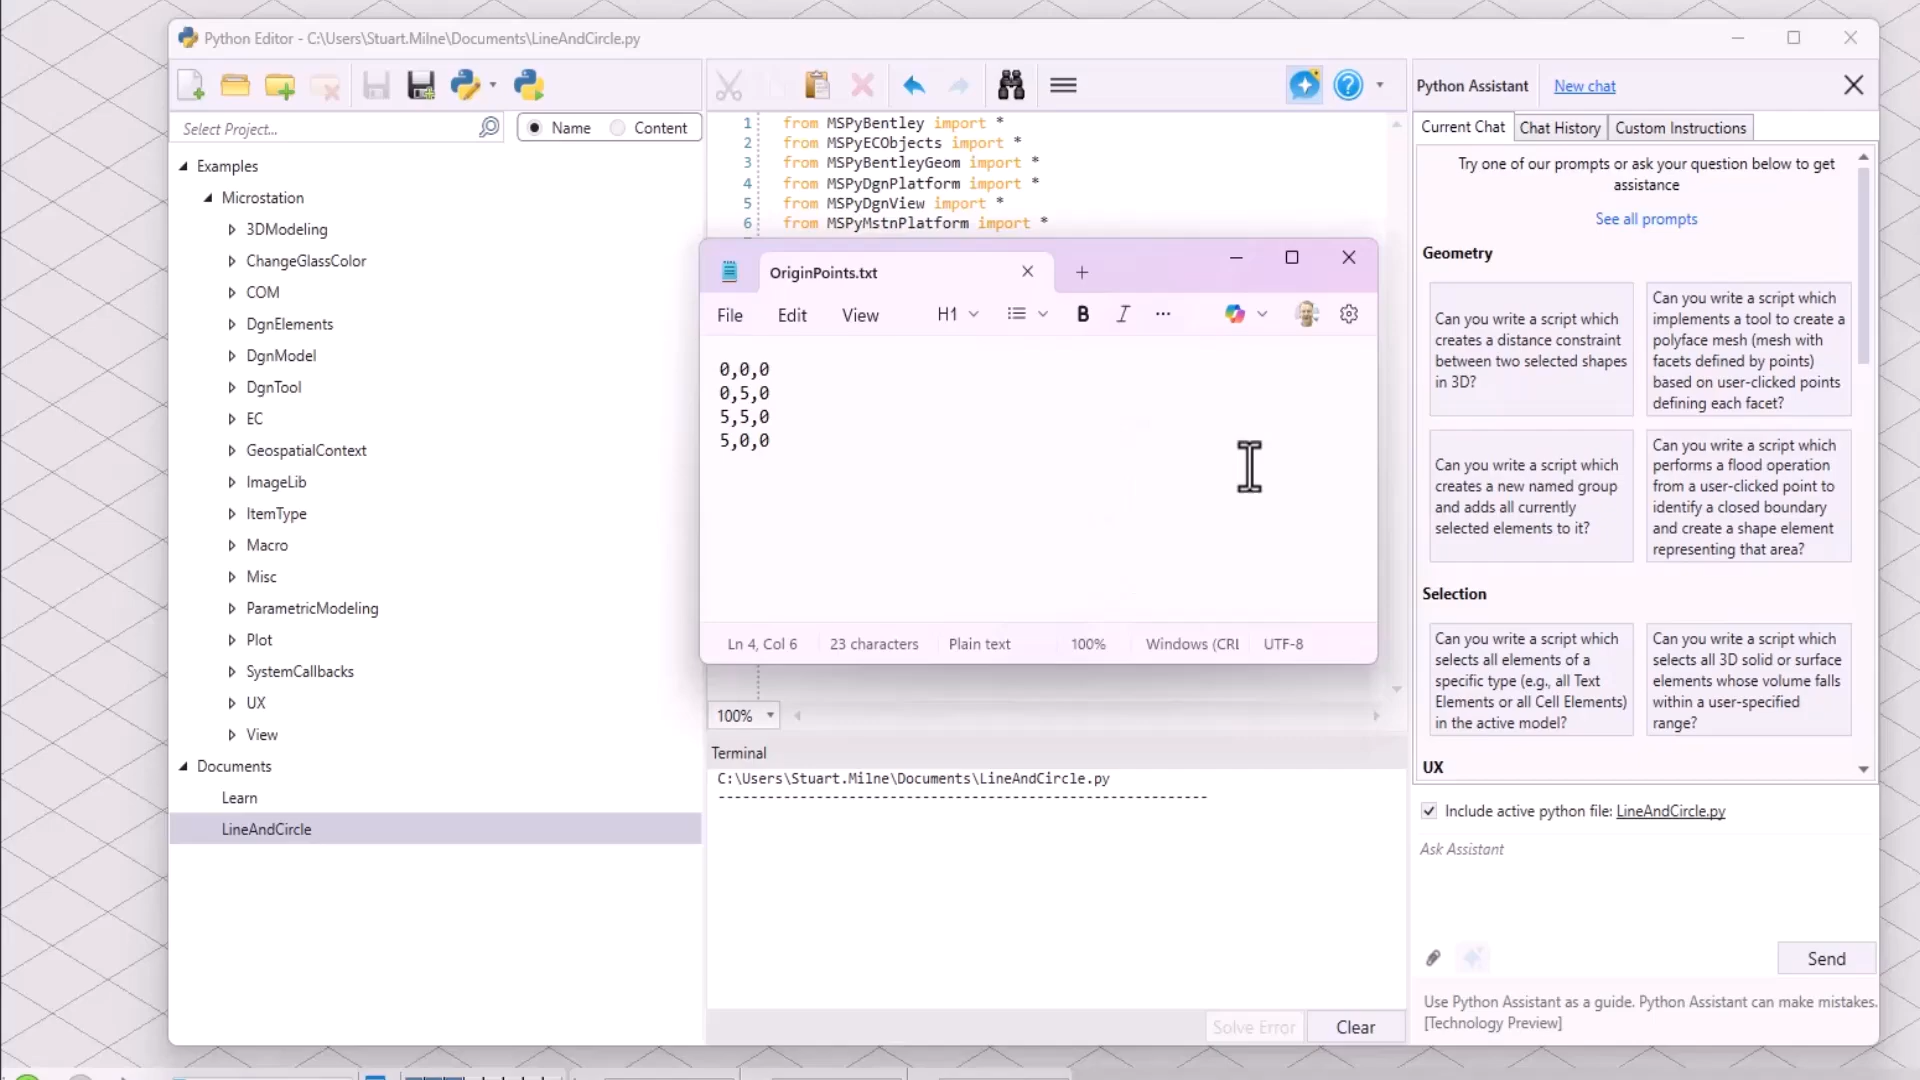 Python Editor - C:\Users\Stuart.Milne\Documents\LineAndCircle.py
Select Project...
Name
Content
Examples
Microstation
3DModeling
ChangeGlassColor
COM
DgnElements
DgnModel
DgnTool
EC
GeospatialContext
ImageLib
ItemType
Macro
Misc
ParametricModeling
Plot
SystemCallbacks
UX
View
Documents
Learn
LineAndCircle
1 from MSPyBentley import *
2 from MSPyECObjects import *
3 from MSPyBentleyGeom import *
4 from MSPyDgnPlatform import *
5 from MSPyDgnView import *
6 from MSPyMstnPlatform import *
OriginPoints.txt
File Edit View H1 B I
0,0,0
0,5,0
5,5,0
5,0,0
Ln 4, Col 6 23 characters Plain text 100% Windows (CRL UTF-8
100%
Terminal
C:\Users\Stuart.Milne\Documents\LineAndCircle.py
------------------------------------------------------------
Solve Error Clear
Python Assistant New chat
Current Chat Chat History Custom Instructions
Try one of our prompts or ask your question below to get
assistance
See all prompts
Geometry
Can you write a script which
creates a distance constraint
between two selected shapes
in 3D?
Can you write a script which
implements a tool to create a
polyface mesh (mesh with
facets defined by points)
based on user-clicked points
defining each facet?
Can you write a script which
creates a new named group
and adds all currently
selected elements to it?
Can you write a script which
performs a flood operation
from a user-clicked point to
identify a closed boundary
and create a shape element
representing that area?
Selection
Can you write a script which
selects all elements of a
specific type (e.g., all Text
Elements or all Cell Elements)
in the active model?
Can you write a script which
selects all 3D solid or surface
elements whose volume falls
within a user-specified
range?
UX
Include active python file: LineAndCircle.py
Ask Assistant
Send
Use Python Assistant as a guide. Python Assistant can make mistakes.
[Technology Preview]